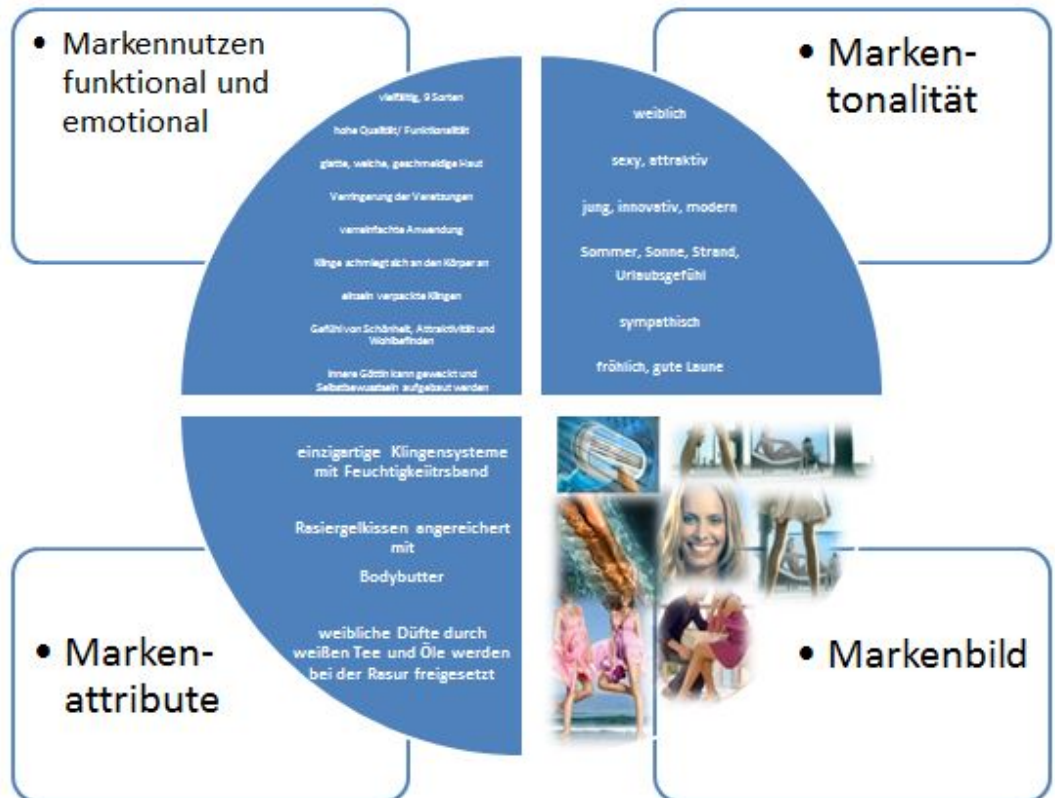 • Markennutzen
funktional und
emotional
vielfältig, 9 Sorten
hohe Qualität/ Funktionalität
glatte, weiche, geschmeidige Haut
Verringerung der
vereinfachte Anwendung
Klinge schmiegt sich an den Körper an
einzeln verpackte Klingen
Gefühl von Schönheit, Attraktivität und
Wohlbefinden
innere Göttin kann geweckt und
Selbstbewusstsein aufgebaut werden
• Marken-
tonalität
weiblich
sexy, attraktiv
jung, innovativ, modern
Sommer, Sonne, Strand,
Urlaubsgefühl
sympathisch
fröhlich, gute Laune
• Marken-
attribute
einzigartige Klingensysteme
mit Feuchtigkeiitrsband
Rasiergelkissen angereichert
mit
Bodybutter
weibliche Düfte durch
weißen Tee und Öle werden
bei der Rasur freigesetzt
• Markenbild